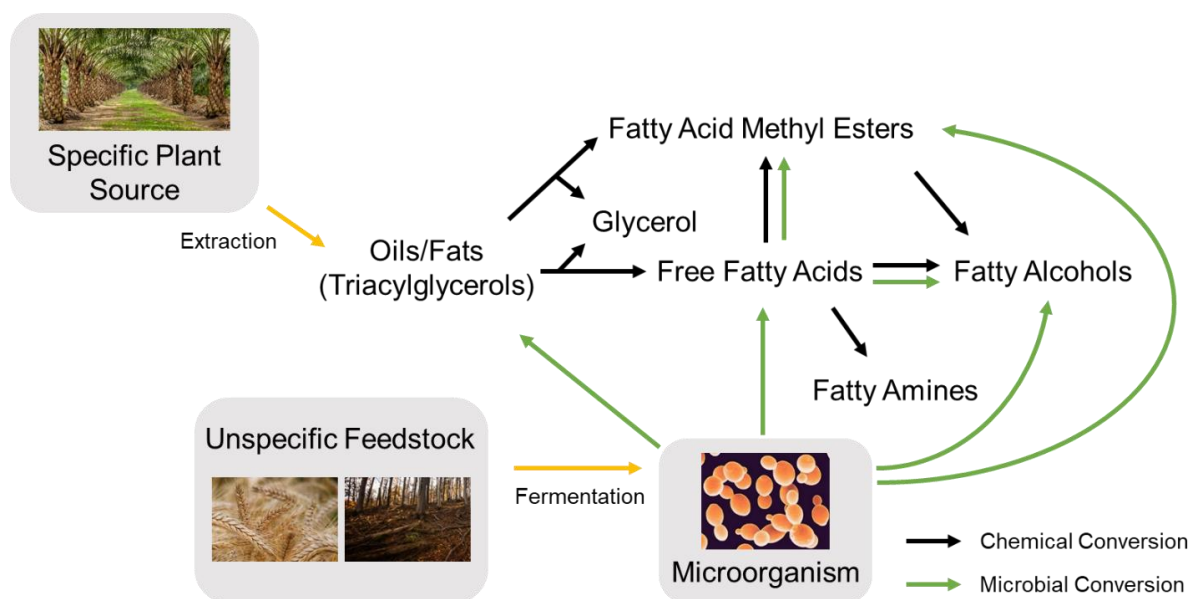 Specific Plant
Source
Extraction
Fatty Acid Methyl Esters
Glycerol
Oils/Fats
(Triacylglycerols)
Free Fatty Acids
Fatty Alcohols
Fatty Amines
Unspecific Feedstock
Fermentation
Microorganism
Chemical Conversion
Microbial Conversion